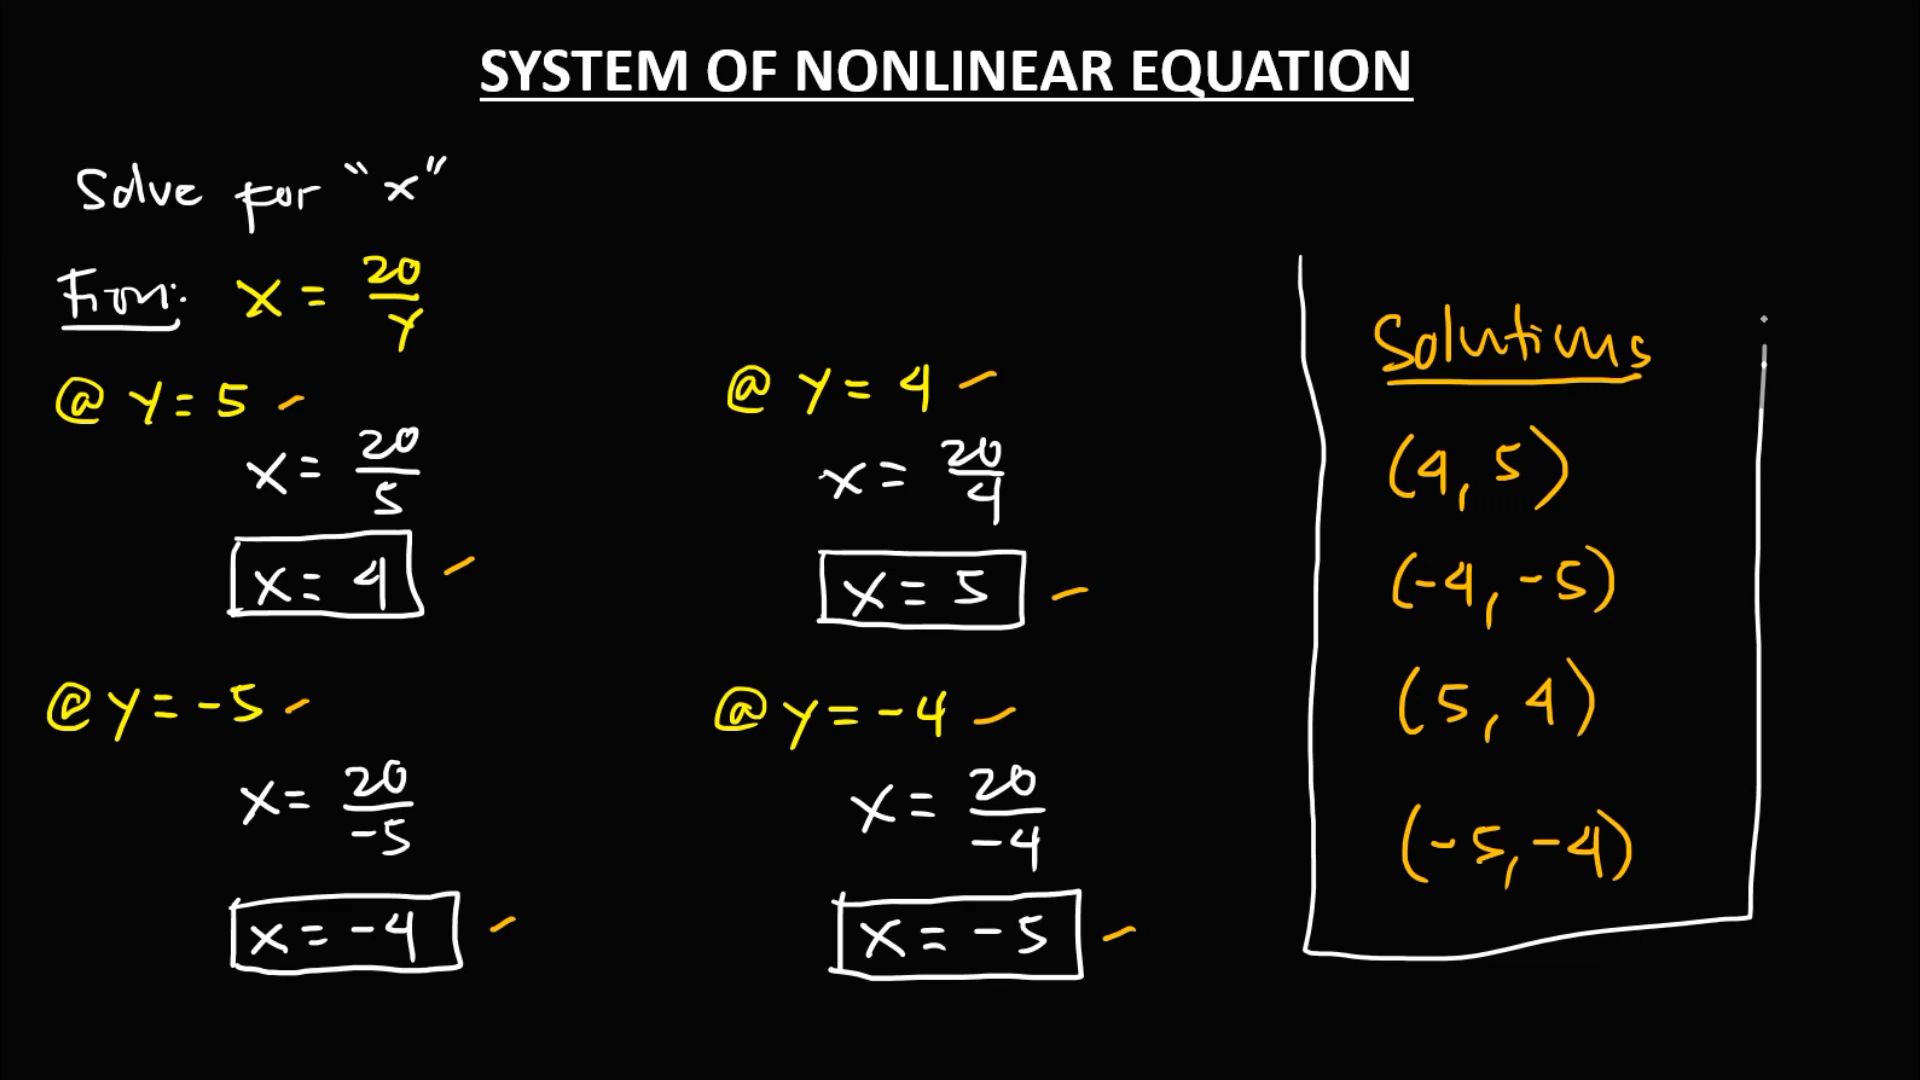 SYSTEM OF NONLINEAR EQUATION
Solve for "x"
From: x = 20/y
@ y = 5
x = 20/5
x = 4
@ y = -5
x = 20/-5
x = -4
@ y = 4
x = 20/4
x = 5
@ y = -4
x = 20/-4
x = -5
Solutions
(4, 5)
(-4, -5)
(5, 4)
(-5, -4)